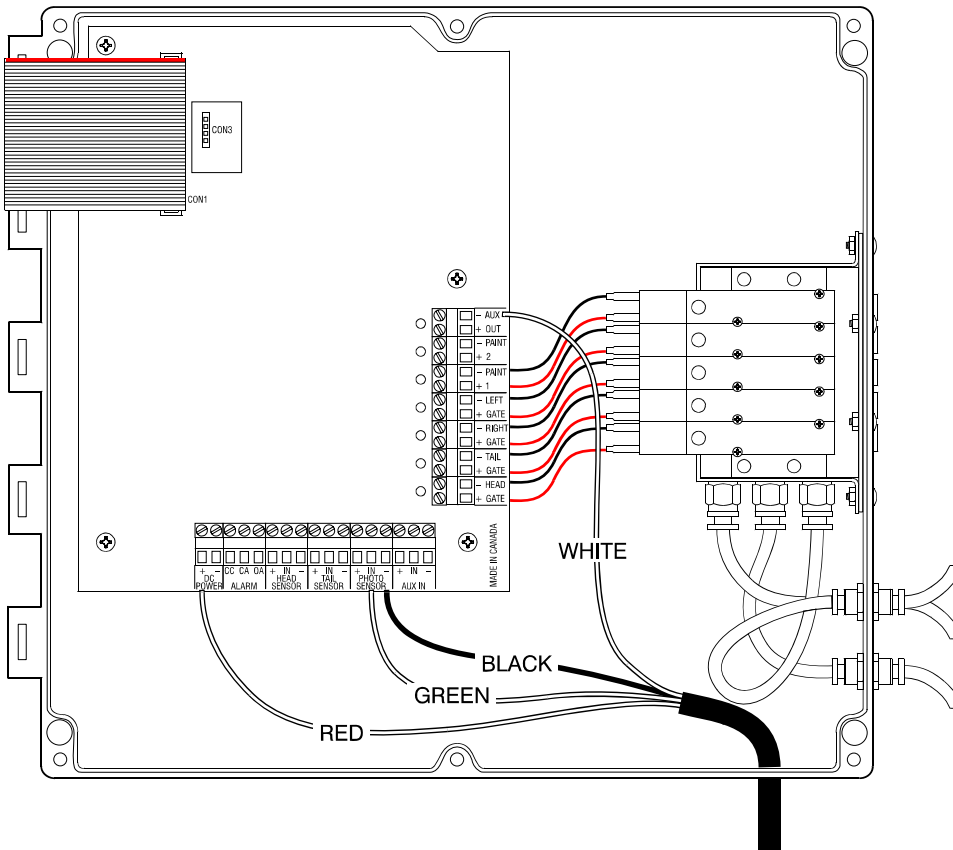 CON3
CON1
- AUX
+ OUT
- PAINT
+ 2
- PAINT
+ 1
- LEFT
+ GATE
- RIGHT
+ GATE
- TAIL
+ GATE
- HEAD
+ GATE
MADE IN CANADA
WHITE
+ - CC CA OA + IN - + IN - + IN - + IN -
DC POWER
ALARM
HEAD SENSOR
TAIL SENSOR
PHOTO SENSOR
AUX IN
BLACK
GREEN
RED